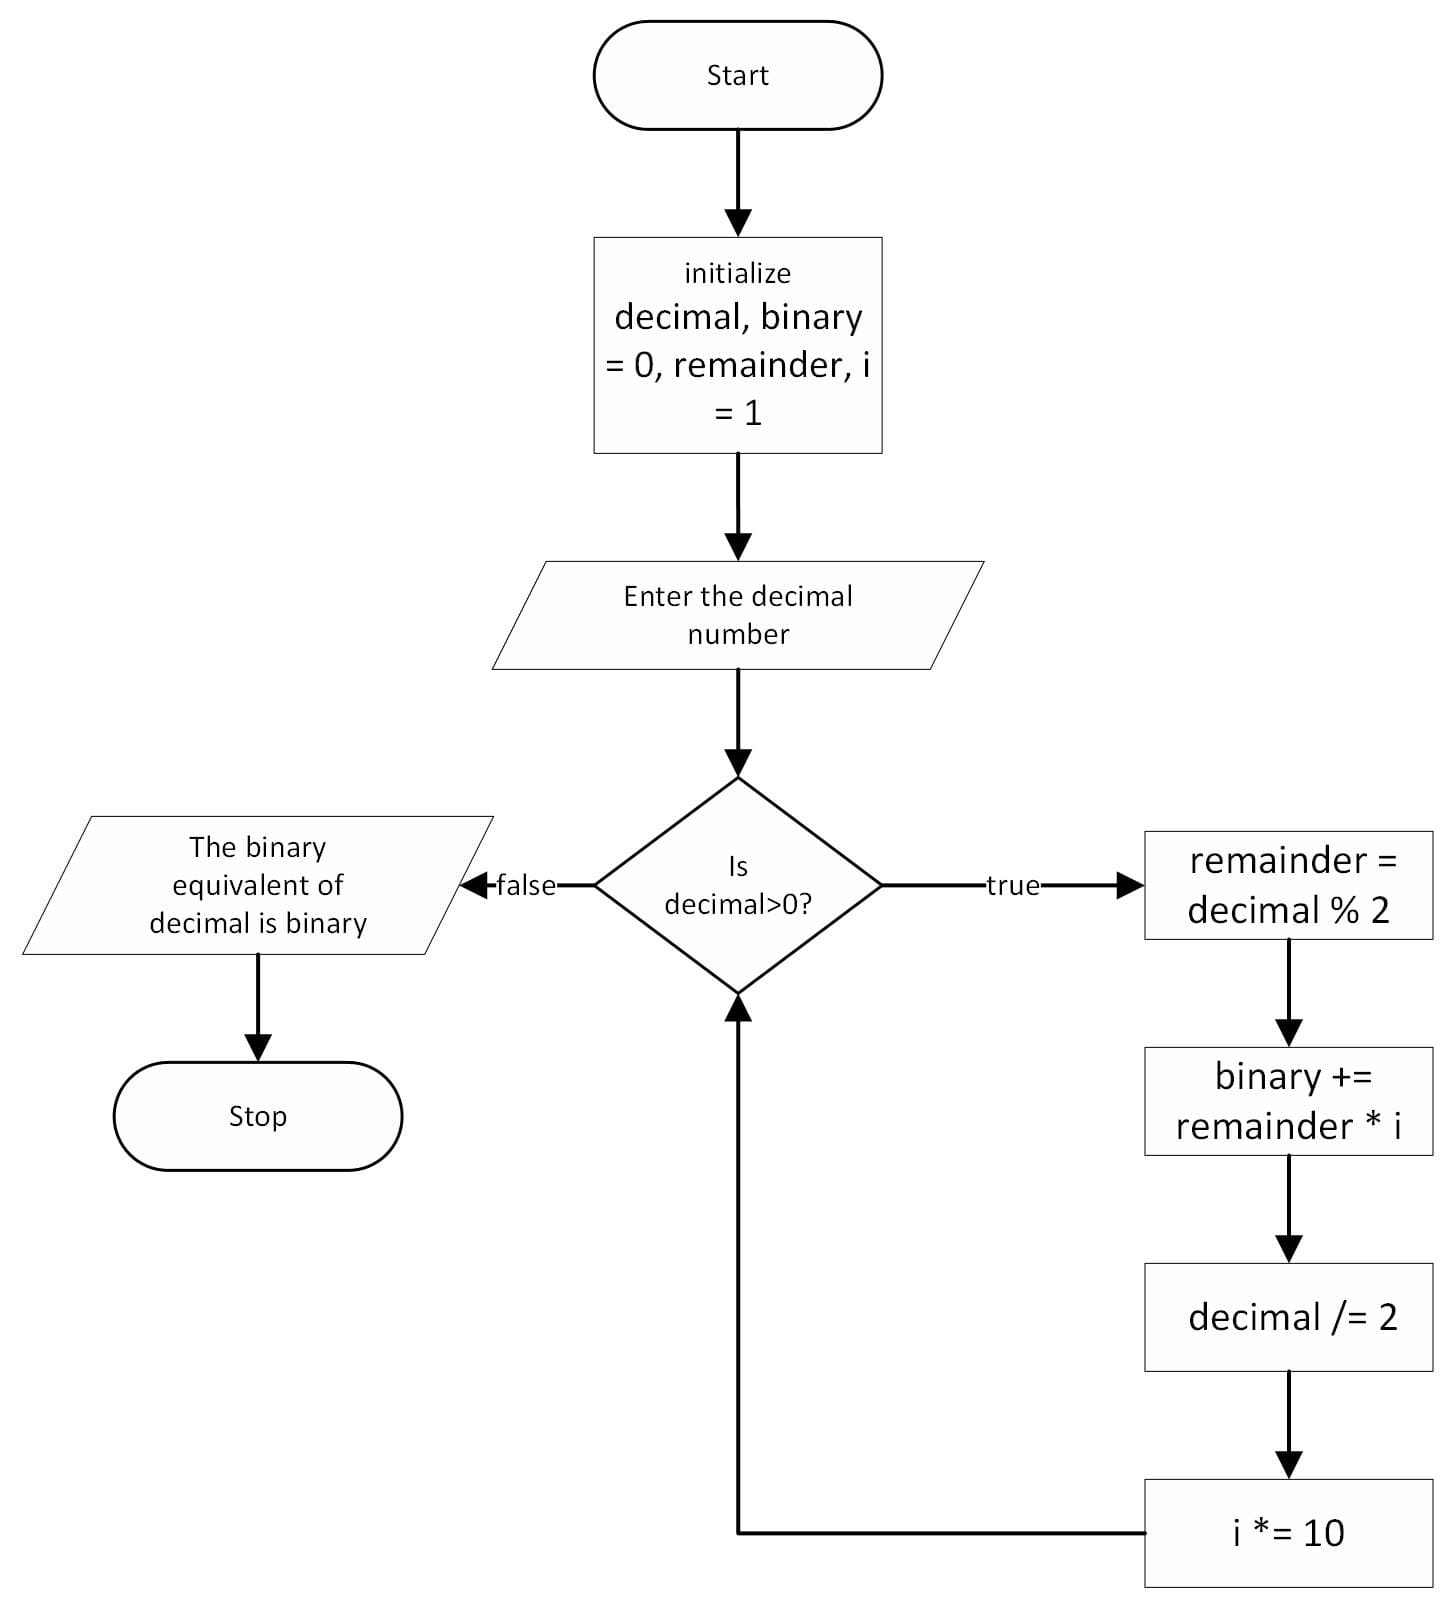 Start
initialize
decimal, binary
= 0, remainder, i
= 1
Enter the decimal
number
Is
decimal>0?
false
true
The binary
equivalent of
decimal is binary
Stop
remainder =
decimal % 2
binary +=
remainder * i
decimal /= 2
i *= 10